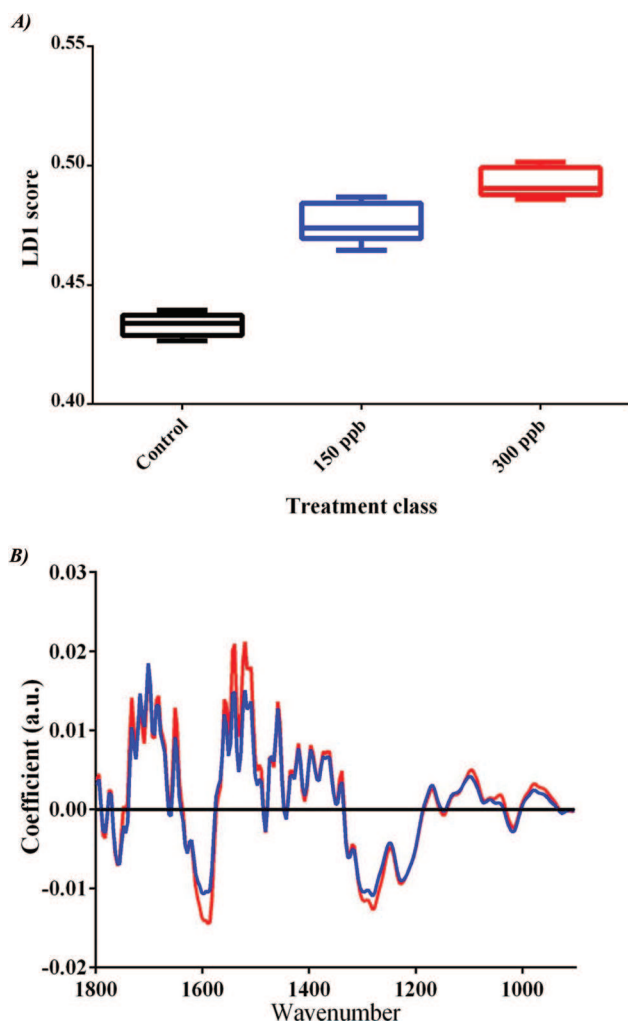 A)
0.55
0.50
0.45
0.40
LD1 score
Control
150 ppb
300 ppb
Treatment class
B)
0.03
0.02
0.01
0.00
-0.01
-0.02
Coefficient (a.u.)
1800 1600 1400 1200 1000
Wavenumber